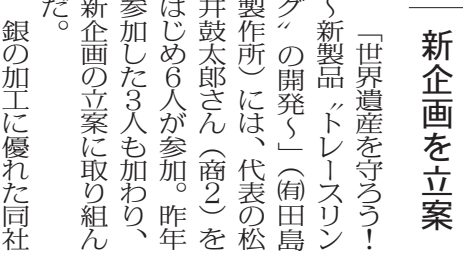 新企画を立案
「世界遺産を守ろう！
〜新製品〝トレースリン
グ〟の開発〜」（㈲田島
製作所）には、代表の松
井鼓太郎さん（商２）を
はじめ６人が参加。昨年
参加した３人も加わり、
新企画の立案に取り組ん
だ。
銀の加工に優れた同社